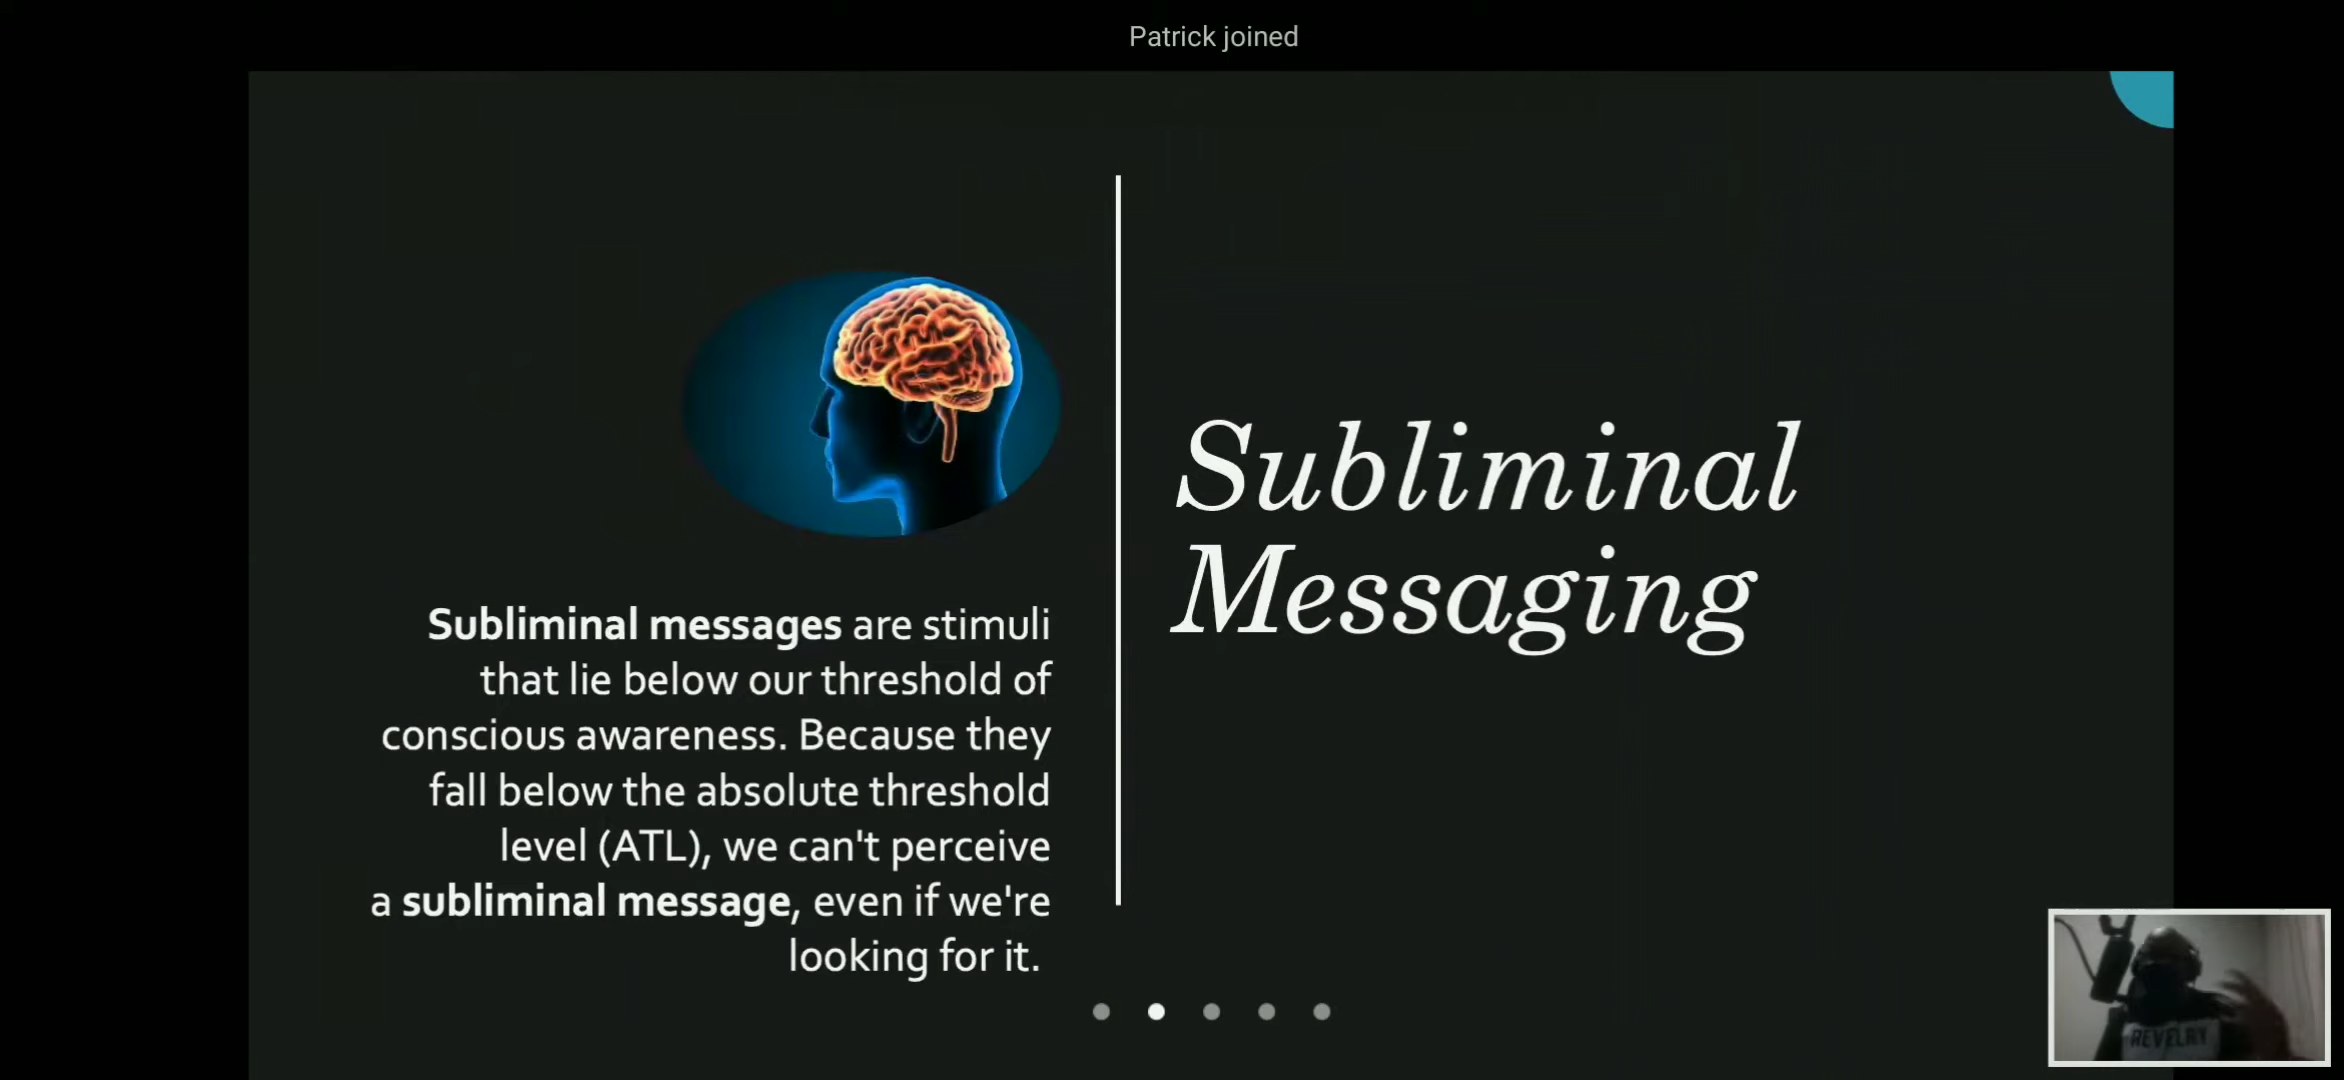 Patrick joined
Subliminal messages are stimuli
that lie below our threshold of
conscious awareness. Because they
fall below the absolute threshold
level (ATL), we can't perceive
a subliminal message, even if we're
looking for it.
Subliminal
Messaging
REVELRY